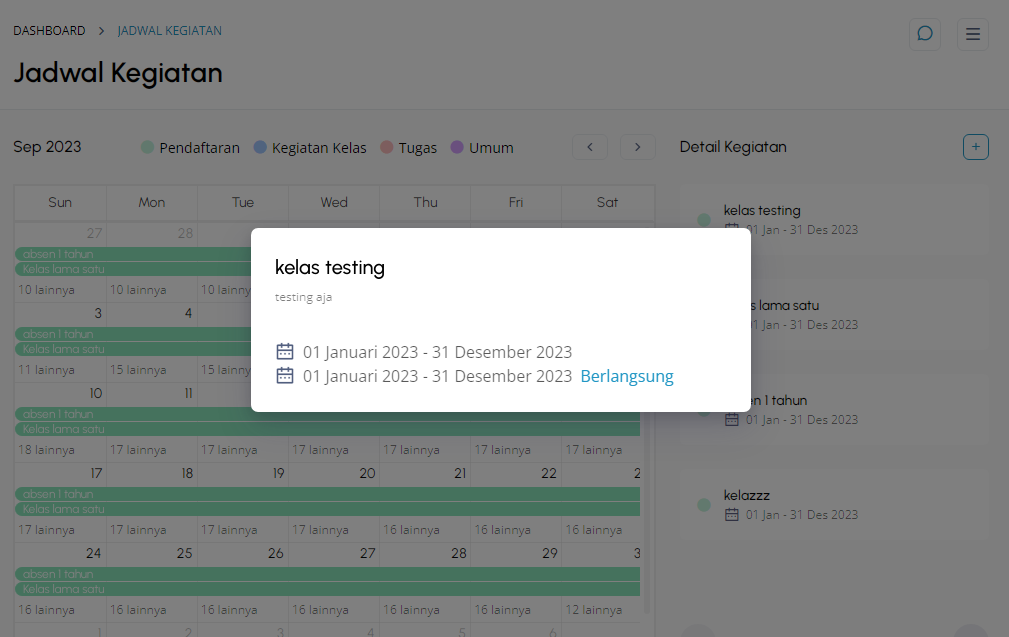 DASHBOARD > JADWAL KEGIATAN
Jadwal Kegiatan
Sep 2023
Pendaftaran Kegiatan Kelas Tugas Umum
Detail Kegiatan
Sun Mon Tue Wed Thu Fri Sat
27 28
absen 1 tahun
Kelas lama satu
10 lainnya 10 lainnya 10 lainny
3 4
absen 1 tahun
Kelas lama satu
11 lainnya 15 lainnya 15 lainny
10 11
absen 1 tahun
Kelas lama satu
18 lainnya 17 lainnya 17 lainnya 17 lainnya 17 lainnya 17 lainnya 17 lainnya
17 18 19 20 21 22 2
absen 1 tahun
Kelas lama satu
17 lainnya 17 lainnya 17 lainnya 17 lainnya 16 lainnya 16 lainnya 16 lainnya
24 25 26 27 28 29 3
absen 1 tahun
Kelas lama satu
16 lainnya 16 lainnya 16 lainnya 16 lainnya 16 lainnya 16 lainnya 12 lainnya
1 2 3 4 5 6
kelas testing
testing aja
01 Januari 2023 - 31 Desember 2023
01 Januari 2023 - 31 Desember 2023 Berlangsung
kelas testing
01 Jan - 31 Des 2023
s lama satu
01 Jan - 31 Des 2023
en 1 tahun
01 Jan - 31 Des 2023
kelazzz
01 Jan - 31 Des 2023